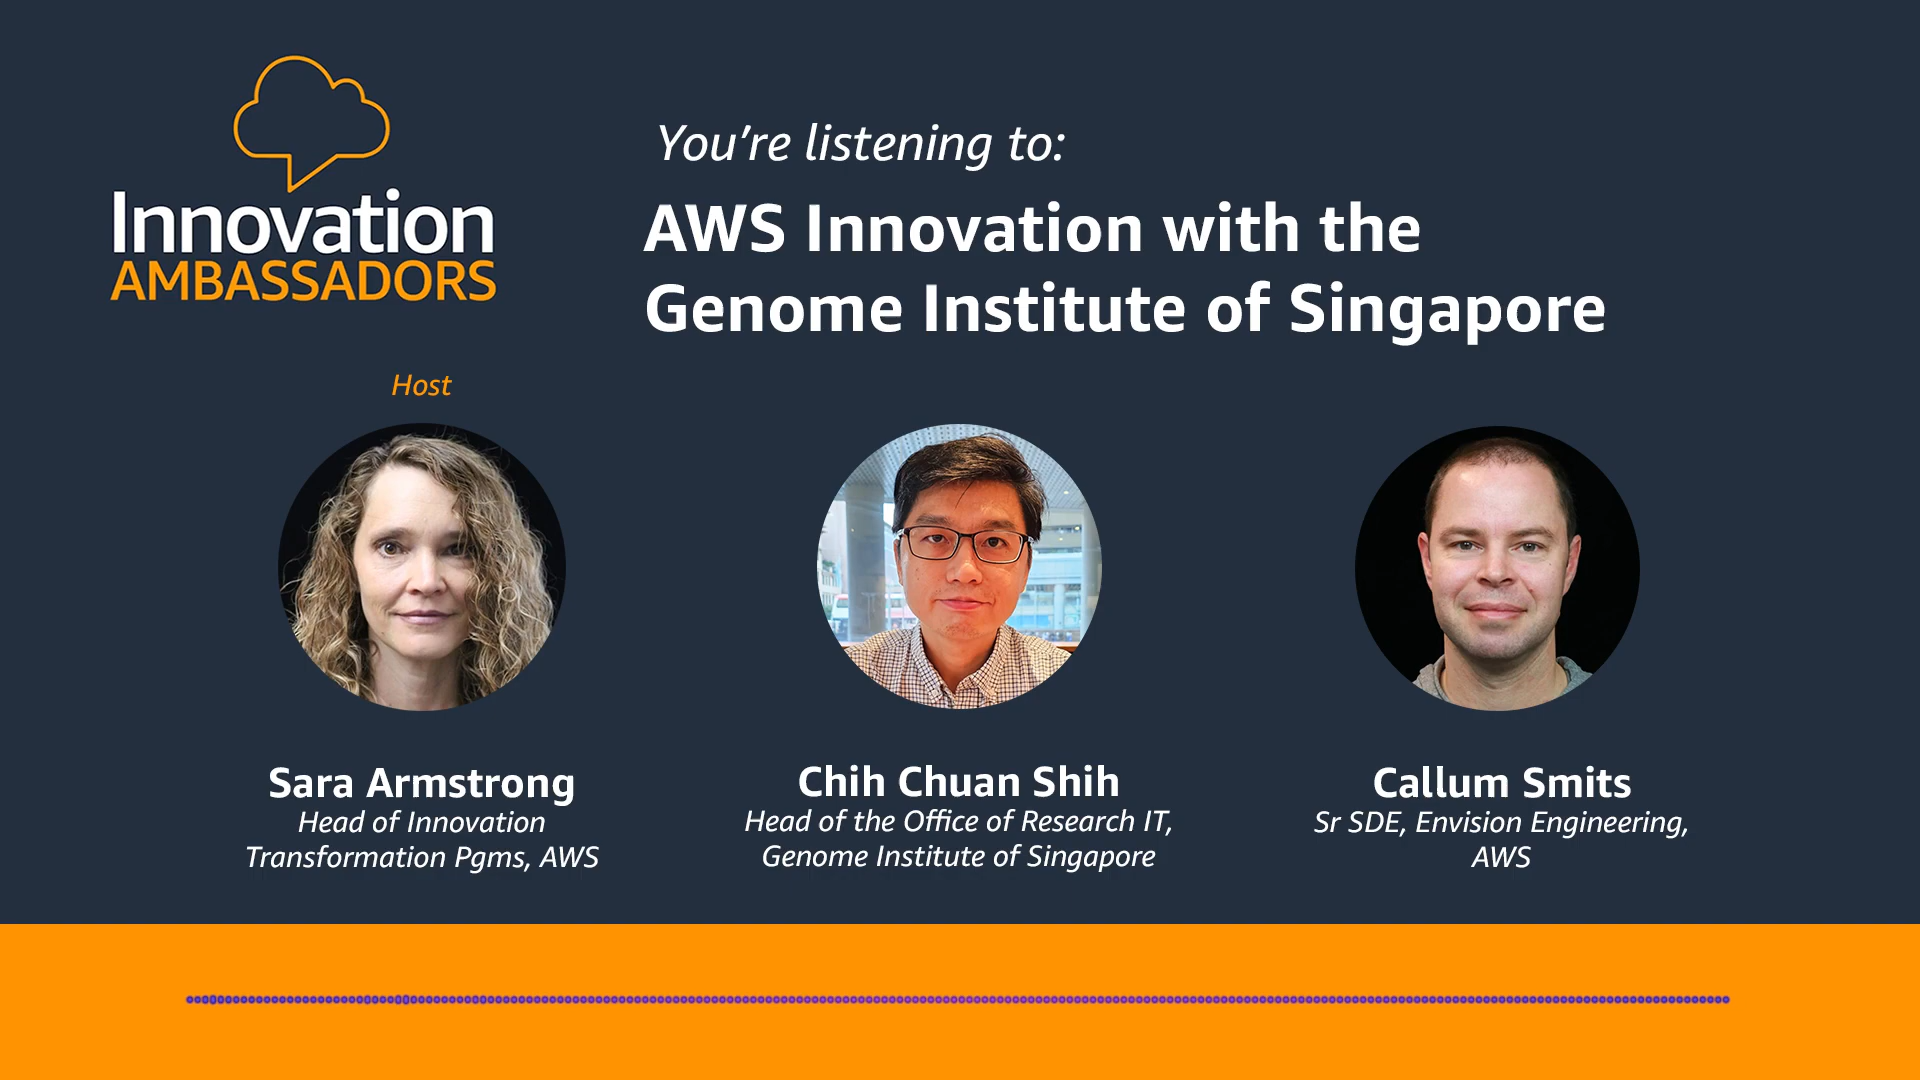 Innovation
AMBASSADORS
You're listening to:
AWS Innovation with the
Genome Institute of Singapore
Host
Sara Armstrong
Head of Innovation
Transformation Pgms, AWS
Chih Chuan Shih
Head of the Office of Research IT,
Genome Institute of Singapore
Callum Smits
Sr SDE, Envision Engineering,
AWS